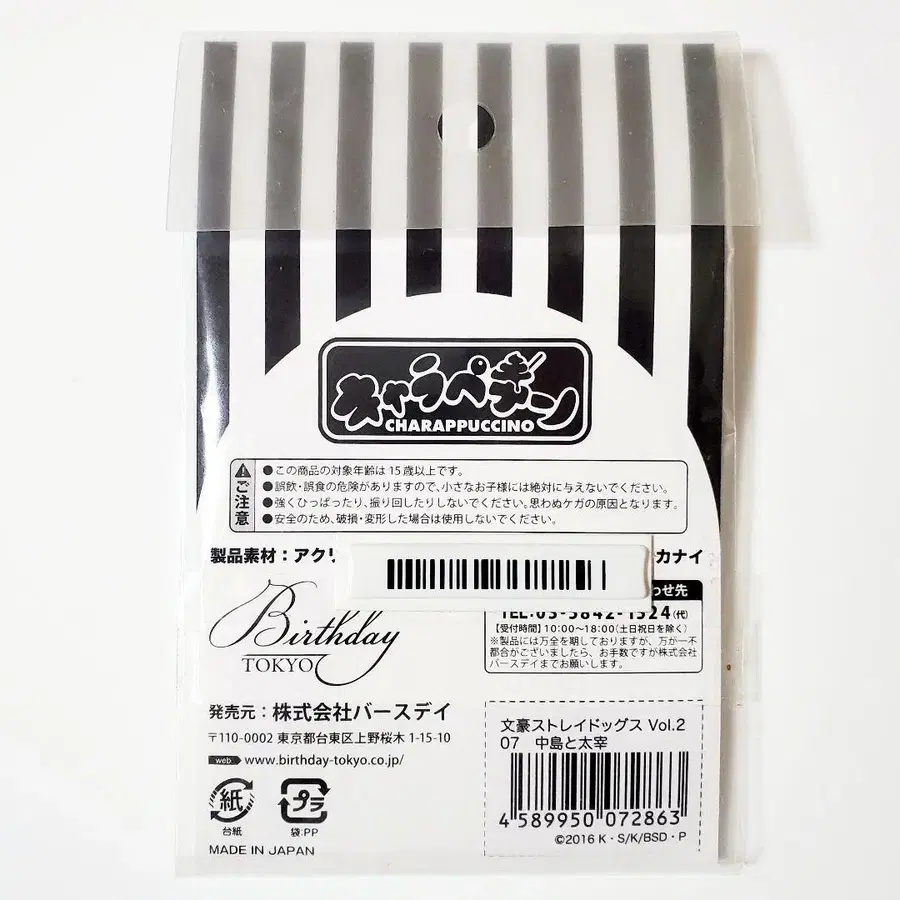 キャラペチーノ
CHARAPPUCCINO
ご注意
●この商品の対象年齢は15歳以上です。
●誤飲・誤食の危険がありますので、小さなお子様には絶対に与えないでください。
●強くひっぱったり、振り回したりしないでください。思わぬケガの原因となります。
●安全のため、破損・変形した場合は使用しないでください。
製品素材：アクリ
カナイ
わせ先
TEL:03-5842-1524(代)
【受付時間】10:00～18:00(土日祝日を除く)
※製品には万全を期しておりますが、万が一不
都合がございましたら、お手数ですが株式会社
バースデイまでお願いします。
Birthday
TOKYO
発売元：株式会社バースデイ
〒110-0002 東京都台東区上野桜木 1-15-10
web www.birthday-tokyo.co.jp/
紙
台紙
プラ
袋:PP
MADE IN JAPAN
文豪ストレイドッグス Vol.2
07 中島と太宰
4 589950 072863
©2016 K・S/K/BSD・P